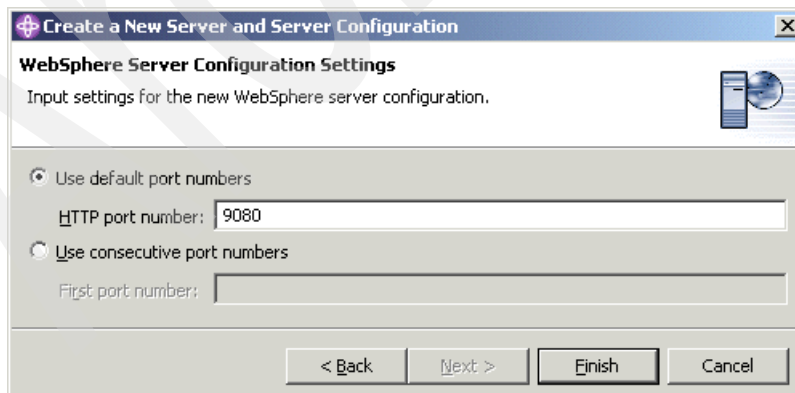 Create a New Server and Server Configuration
WebSphere Server Configuration Settings
Input settings for the new WebSphere server configuration.
Use default port numbers
HTTP port number: 9080
Use consecutive port numbers
First port number:
< Back Next > Finish Cancel